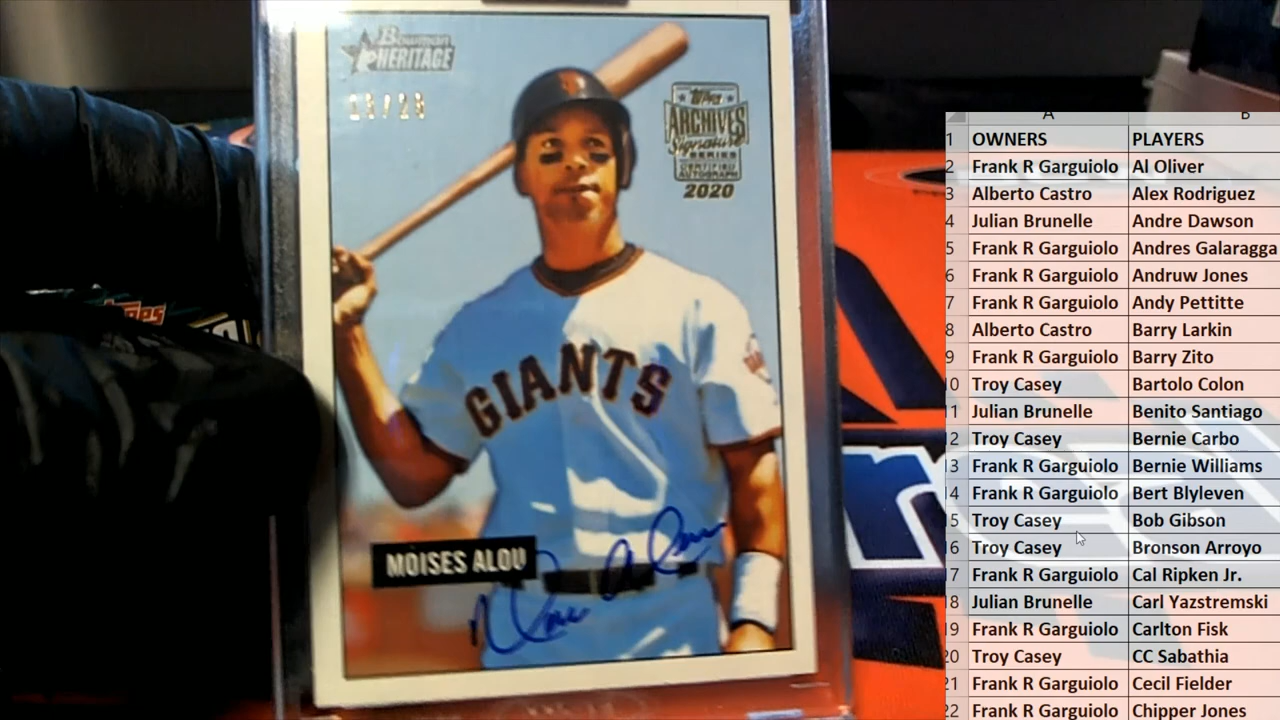 Bowman
HERITAGE
Topps
ARCHIVES
Signature
SERIES
CERTIFIED
AUTOGRAPH
2020
GIANTS
MOISES ALOU
A B
1 OWNERS PLAYERS
2 Frank R Garguiolo Al Oliver
3 Alberto Castro Alex Rodriguez
4 Julian Brunelle Andre Dawson
5 Frank R Garguiolo Andres Galaragga
6 Frank R Garguiolo Andruw Jones
7 Frank R Garguiolo Andy Pettitte
8 Alberto Castro Barry Larkin
9 Frank R Garguiolo Barry Zito
10 Troy Casey Bartolo Colon
11 Julian Brunelle Benito Santiago
12 Troy Casey Bernie Carbo
13 Frank R Garguiolo Bernie Williams
14 Frank R Garguiolo Bert Blyleven
15 Troy Casey Bob Gibson
16 Troy Casey Bronson Arroyo
17 Frank R Garguiolo Cal Ripken Jr.
18 Julian Brunelle Carl Yazstremski
19 Frank R Garguiolo Carlton Fisk
20 Troy Casey CC Sabathia
21 Frank R Garguiolo Cecil Fielder
22 Frank R Garguiolo Chipper Jones